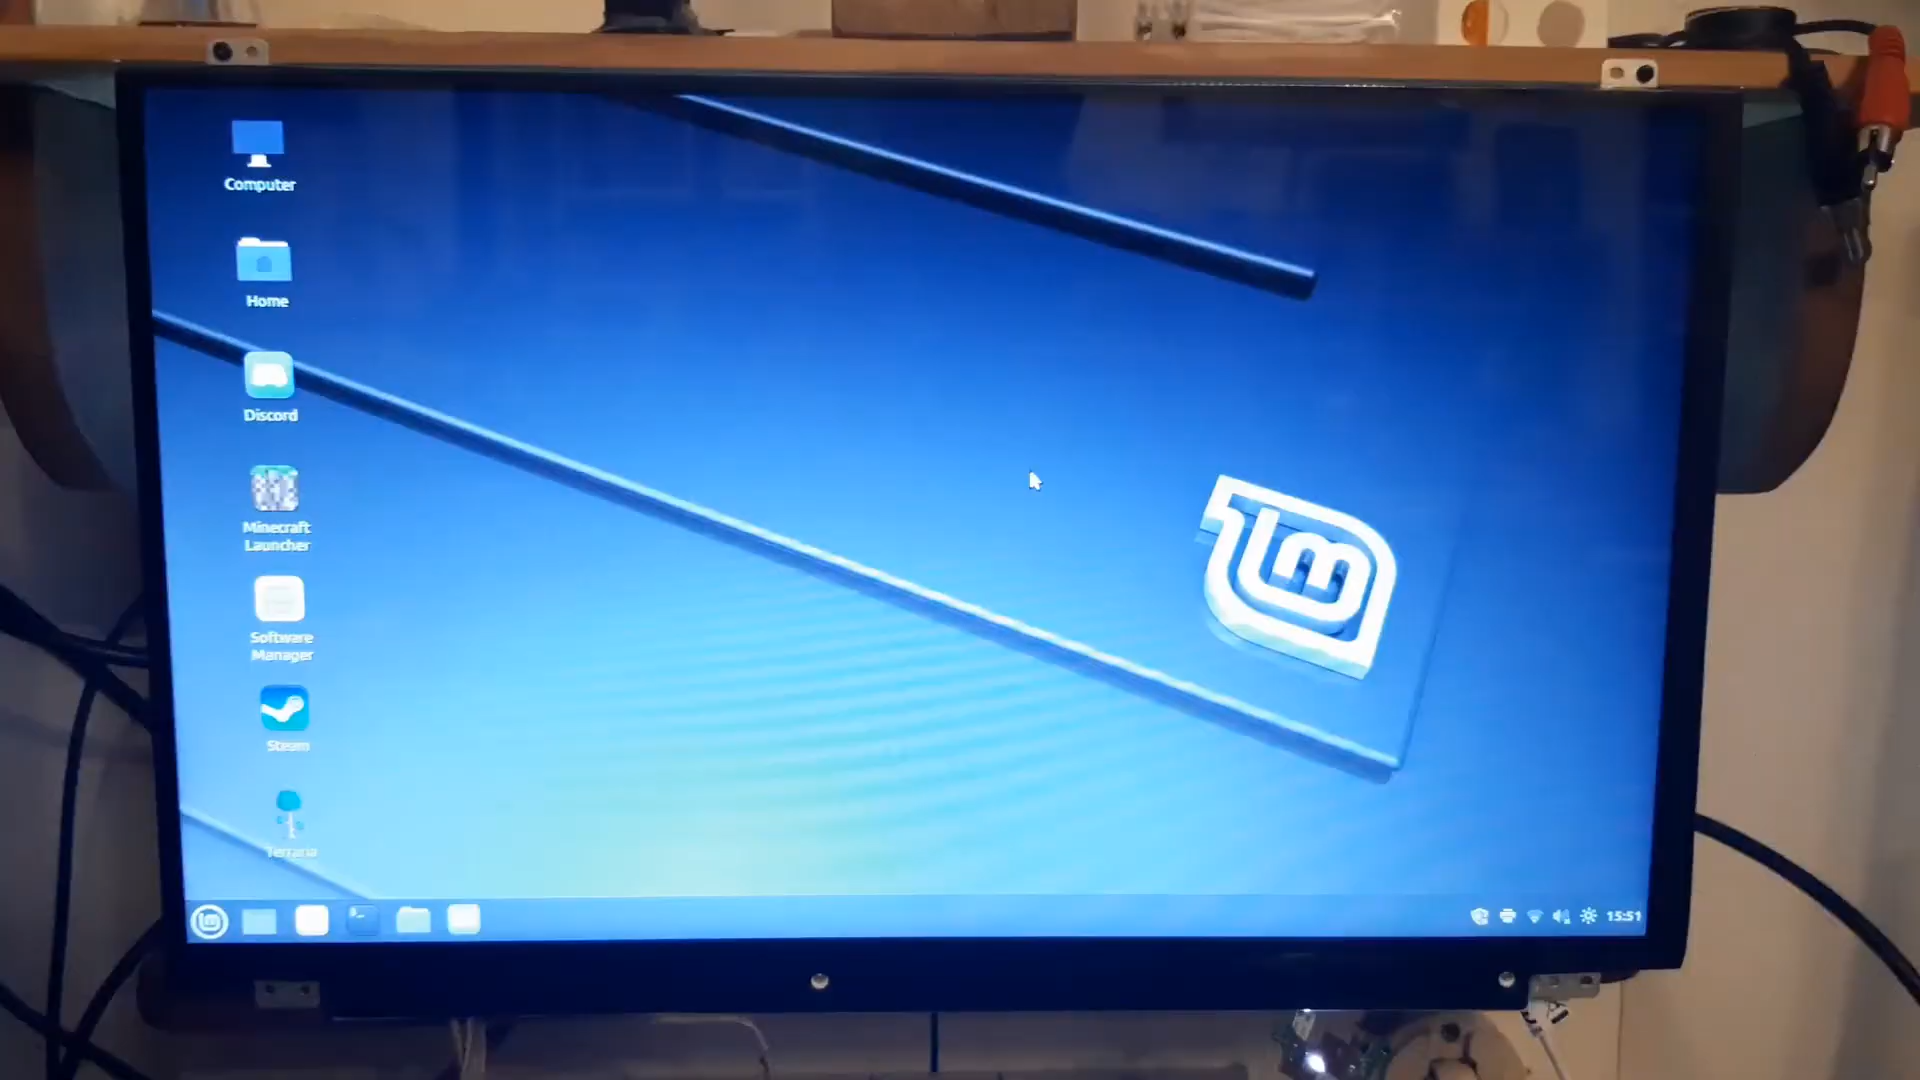 Computer
Home
Discord
Minecraft
Launcher
Software
Manager
Steam
Terraria
15:51